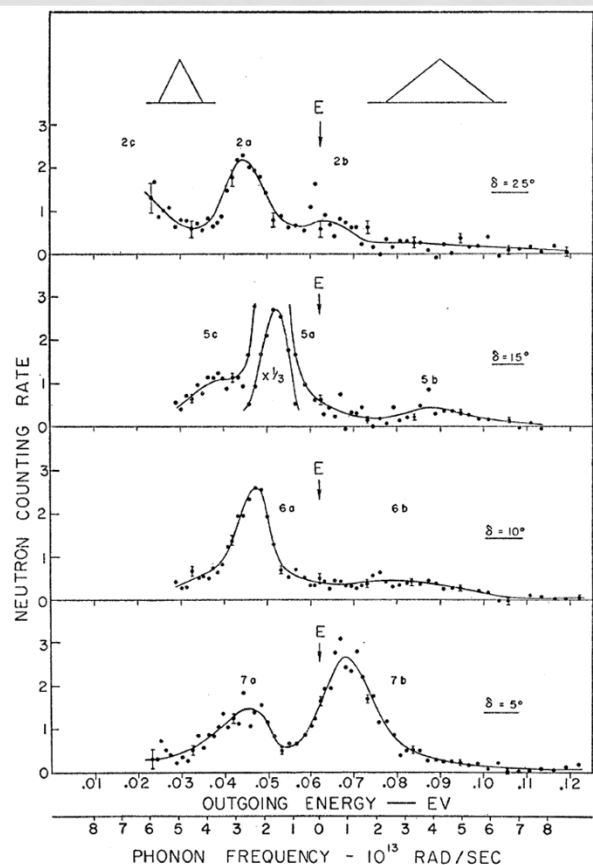 E
2c 2a 2b
δ = 25°
3
2
1
0
E
5c 5a
δ = 15°
x 1/3
5b
3
2
1
0
E
6a 6b
δ = 10°
3
2
1
0
E
7a 7b
δ = 5°
3
2
1
0
NEUTRON COUNTING RATE
.01 .02 .03 .04 .05 .06 .07 .08 .09 .10 .11 .12
OUTGOING ENERGY — EV
8 7 6 5 4 3 2 1 0 1 2 3 4 5 6 7 8
PHONON FREQUENCY - 10¹³ RAD/SEC